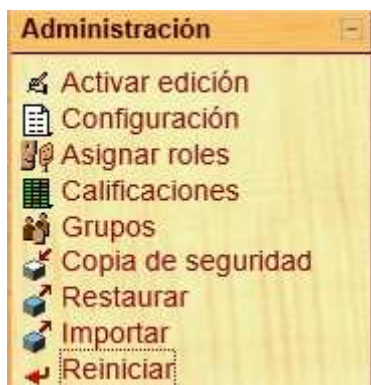 Administración
Activar edición
Configuración
Asignar roles
Calificaciones
Grupos
Copia de seguridad
Restaurar
Importar
Reiniciar